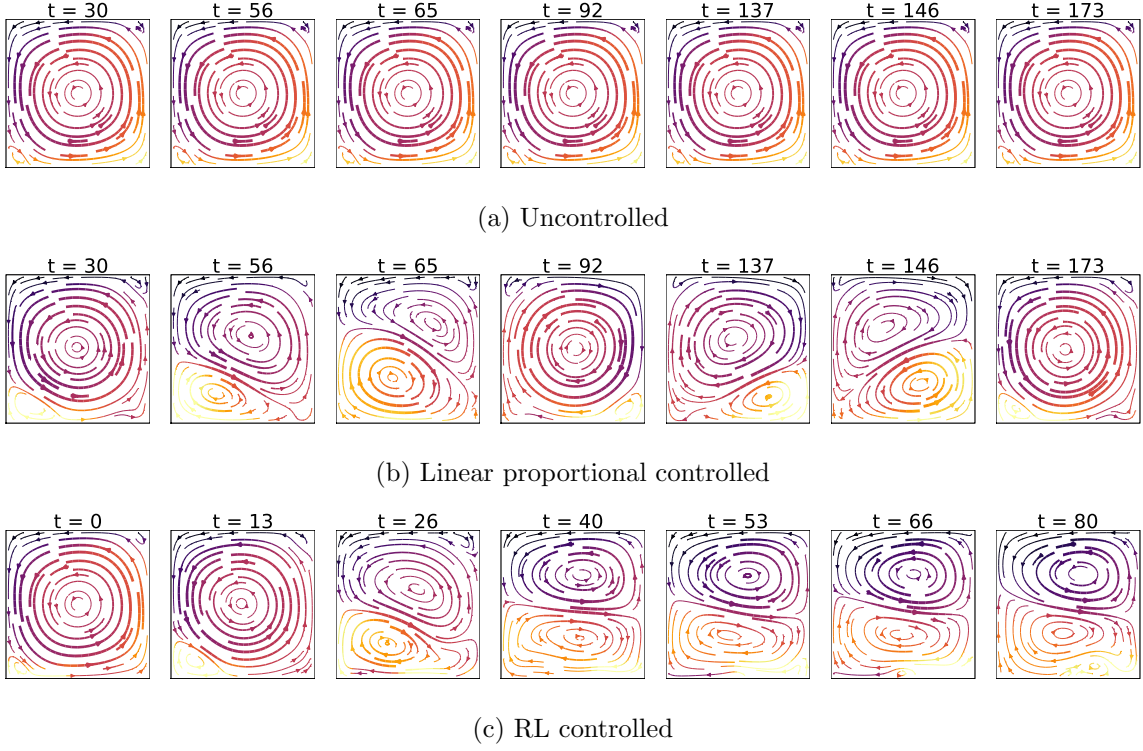 t = 30 t = 56 t = 65 t = 92 t = 137 t = 146 t = 173
(a) Uncontrolled
t = 30 t = 56 t = 65 t = 92 t = 137 t = 146 t = 173
(b) Linear proportional controlled
t = 0 t = 13 t = 26 t = 40 t = 53 t = 66 t = 80
(c) RL controlled